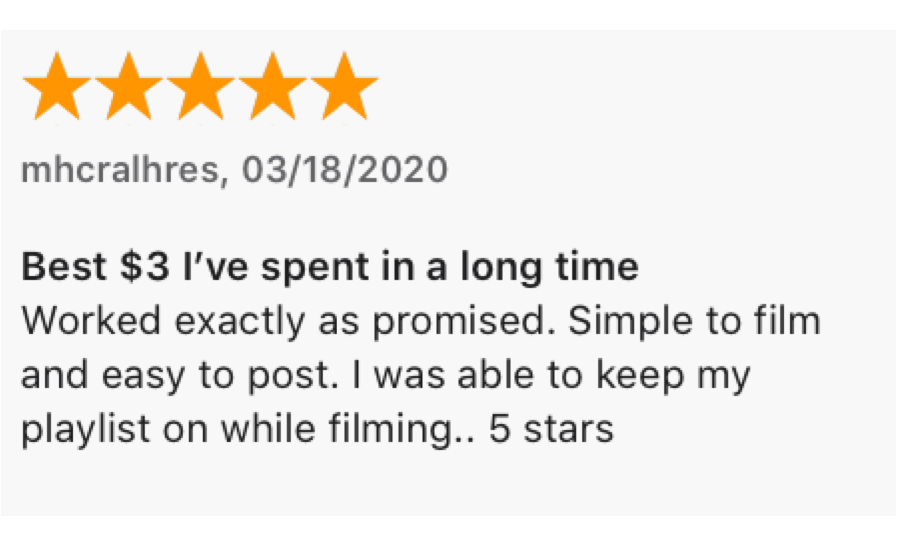 mhcralhres, 03/18/2020
Best $3 I’ve spent in a long time
Worked exactly as promised. Simple to film
and easy to post. I was able to keep my
playlist on while filming.. 5 stars